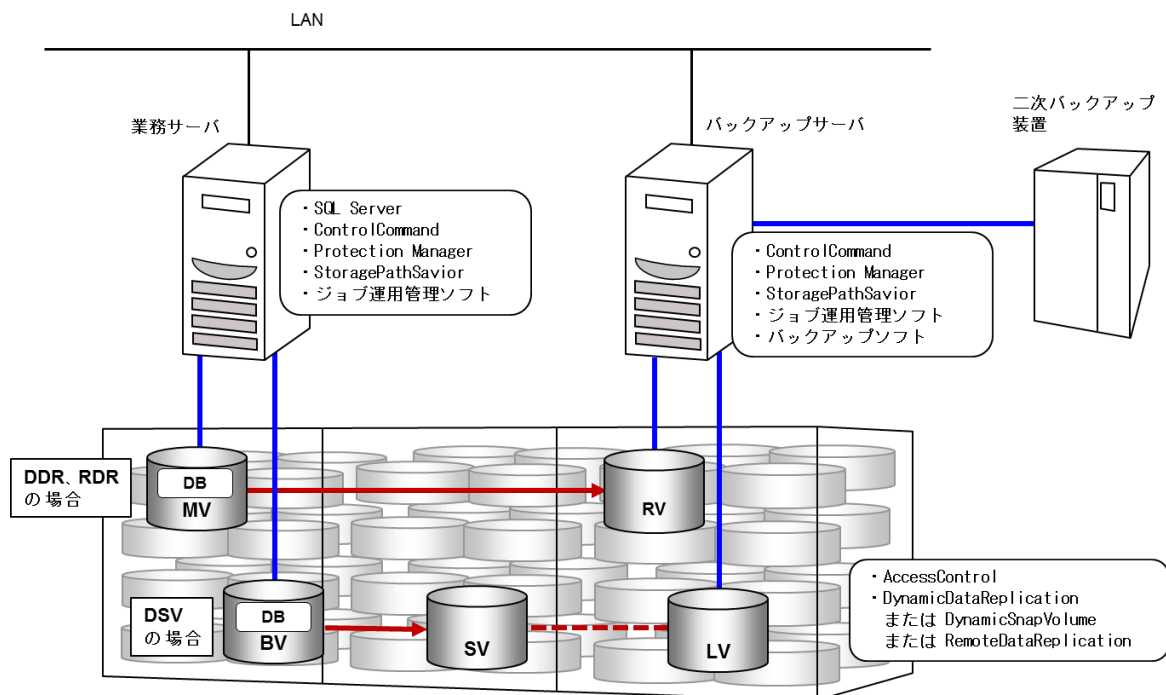 LAN
業務サーバ
バックアップサーバ
二次バックアップ
装置
・SQL Server
・ControlCommand
・Protection Manager
・StoragePathSavior
・ジョブ運用管理ソフト
・ControlCommand
・Protection Manager
・StoragePathSavior
・ジョブ運用管理ソフト
・バックアップソフト
DDR、RDR
の場合
DB
MV
RV
DSV
の場合
DB
BV
SV
LV
・AccessControl
・DynamicDataReplication
または DynamicSnapVolume
または RemoteDataReplication